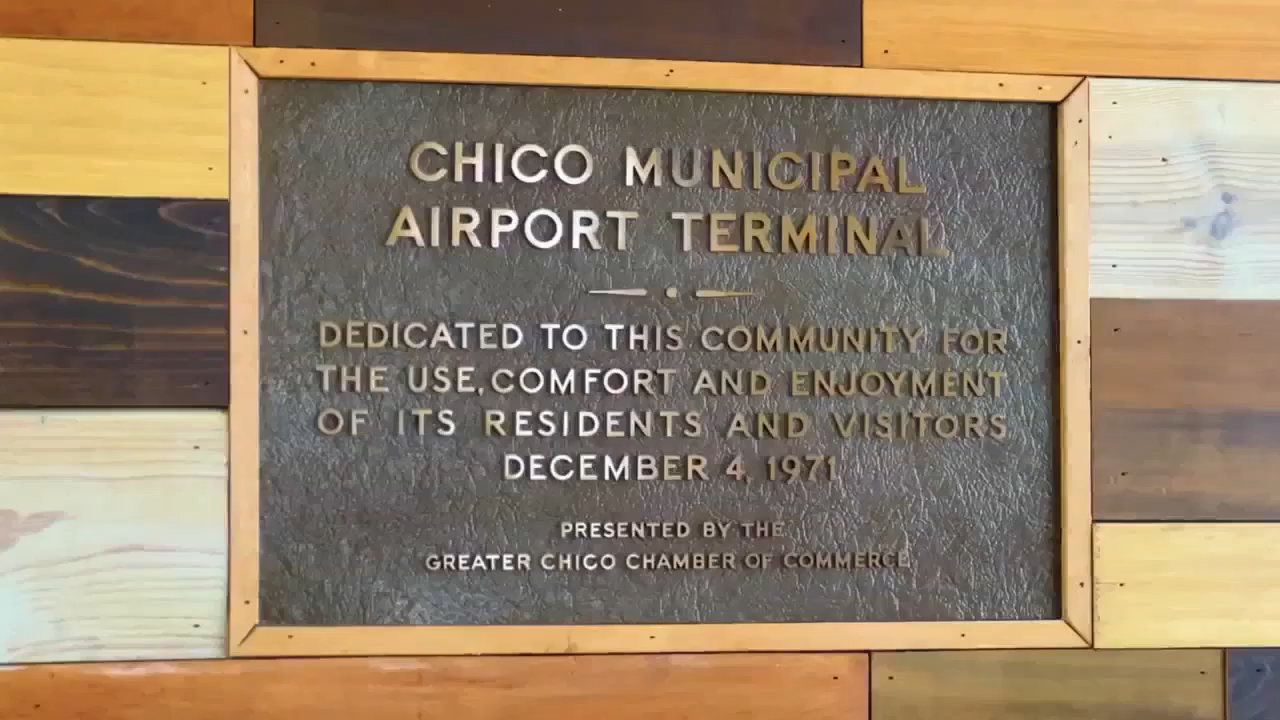 CHICO MUNICIPAL
AIRPORT TERMINAL
DEDICATED TO THIS COMMUNITY FOR
THE USE, COMFORT AND ENJOYMENT
OF ITS RESIDENTS AND VISITORS
DECEMBER 4, 1971
PRESENTED BY THE
GREATER CHICO CHAMBER OF COMMERCE